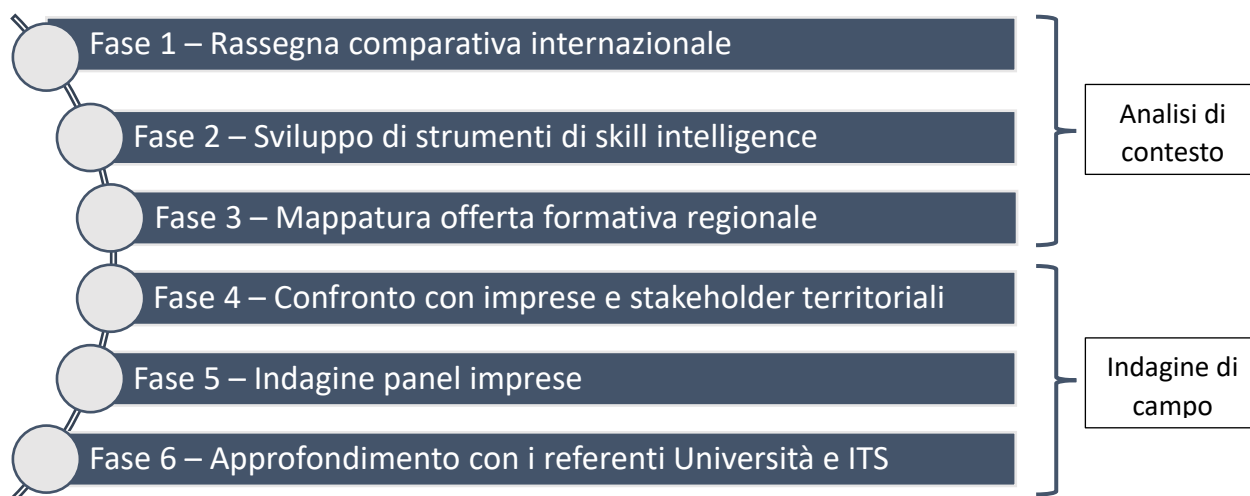 Fase 1 – Rassegna comparativa internazionale
Fase 2 – Sviluppo di strumenti di skill intelligence
Fase 3 – Mappatura offerta formativa regionale
Analisi di
contesto
Fase 4 – Confronto con imprese e stakeholder territoriali
Fase 5 – Indagine panel imprese
Fase 6 – Approfondimento con i referenti Università e ITS
Indagine di
campo